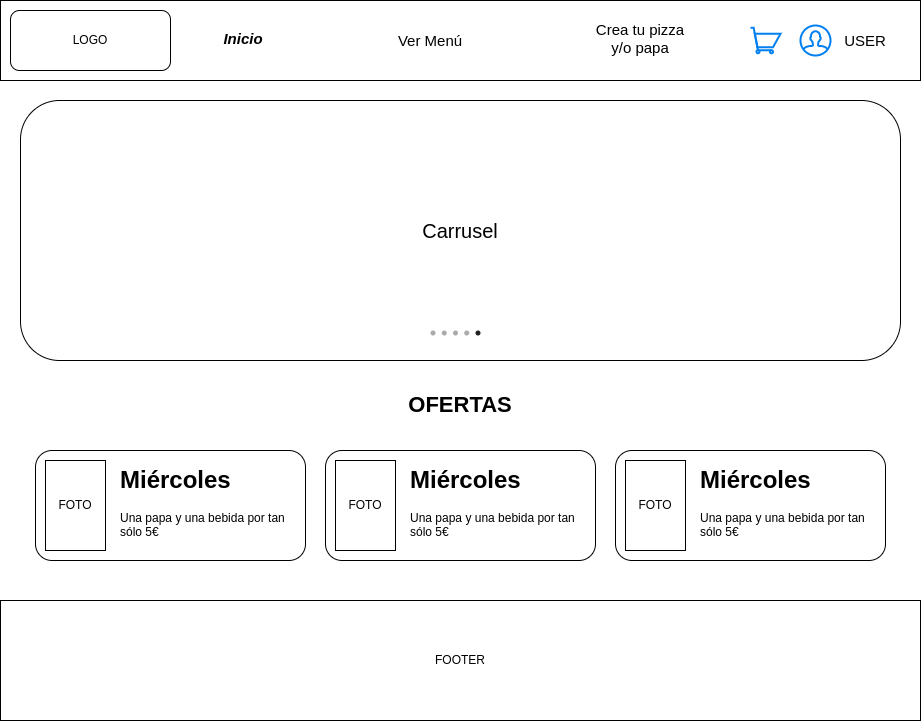 LOGO
Inicio
Ver Menú
Crea tu pizza
y/o papa
USER
Carrusel
OFERTAS
FOTO
Miércoles
Una papa y una bebida por tan
sólo 5€
FOTO
Miércoles
Una papa y una bebida por tan
sólo 5€
FOTO
Miércoles
Una papa y una bebida por tan
sólo 5€
FOOTER